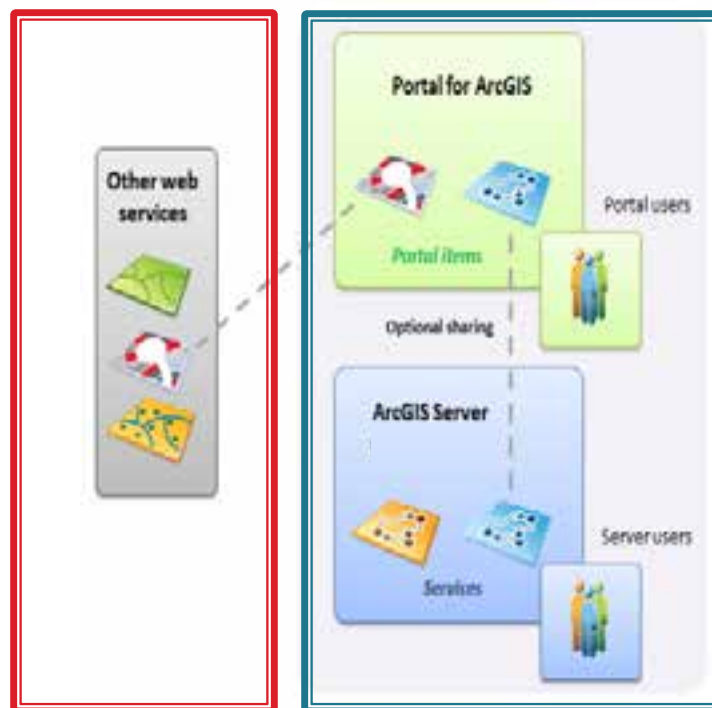 Other web
services
Portal for ArcGIS
Portal items
Portal users
Optional sharing
ArcGIS Server
Services
Server users